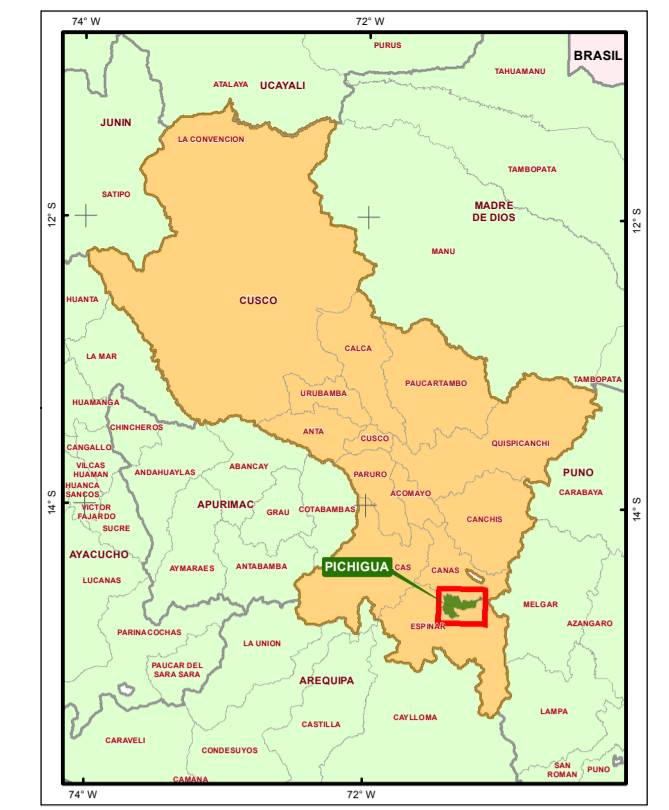 74° W
72° W
PURUS
BRASIL
TAHUAMANU
ATALAYA
UCAYALI
JUNIN
LA CONVENCION
TAMBOPATA
SATIPO
MADRE
DE DIOS
12° S
12° S
MANU
HUANTA
CUSCO
CALCA
LA MAR
PAUCARTAMBO
TAMBOPATA
URUBAMBA
HUAMANGA
CHINCHEROS
ANTA
CUSCO
QUISPICANCHI
CANGALLO
VILCAS
HUAMAN
ANDAHUAYLAS
ABANCAY
PARURO
PUNO
HUANCA
SANCOS
ACOMAYO
CARABAYA
14° S
14° S
VICTOR
FAJARDO
APURIMAC
GRAU
COTABAMBAS
CANCHIS
SUCRE
AYACUCHO
AYMARAES
ANTABAMBA
PICHIGUA
CAS
CANAS
LUCANAS
MELGAR
AZANGARO
ESPINAR
PARINACOCHAS
LA UNION
PAUCAR DEL
SARA SARA
AREQUIPA
CASTILLA
CAYLLOMA
LAMPA
CARAVELI
CONDESUYOS
SAN
ROMAN
PUNO
CAMANA
74° W
72° W